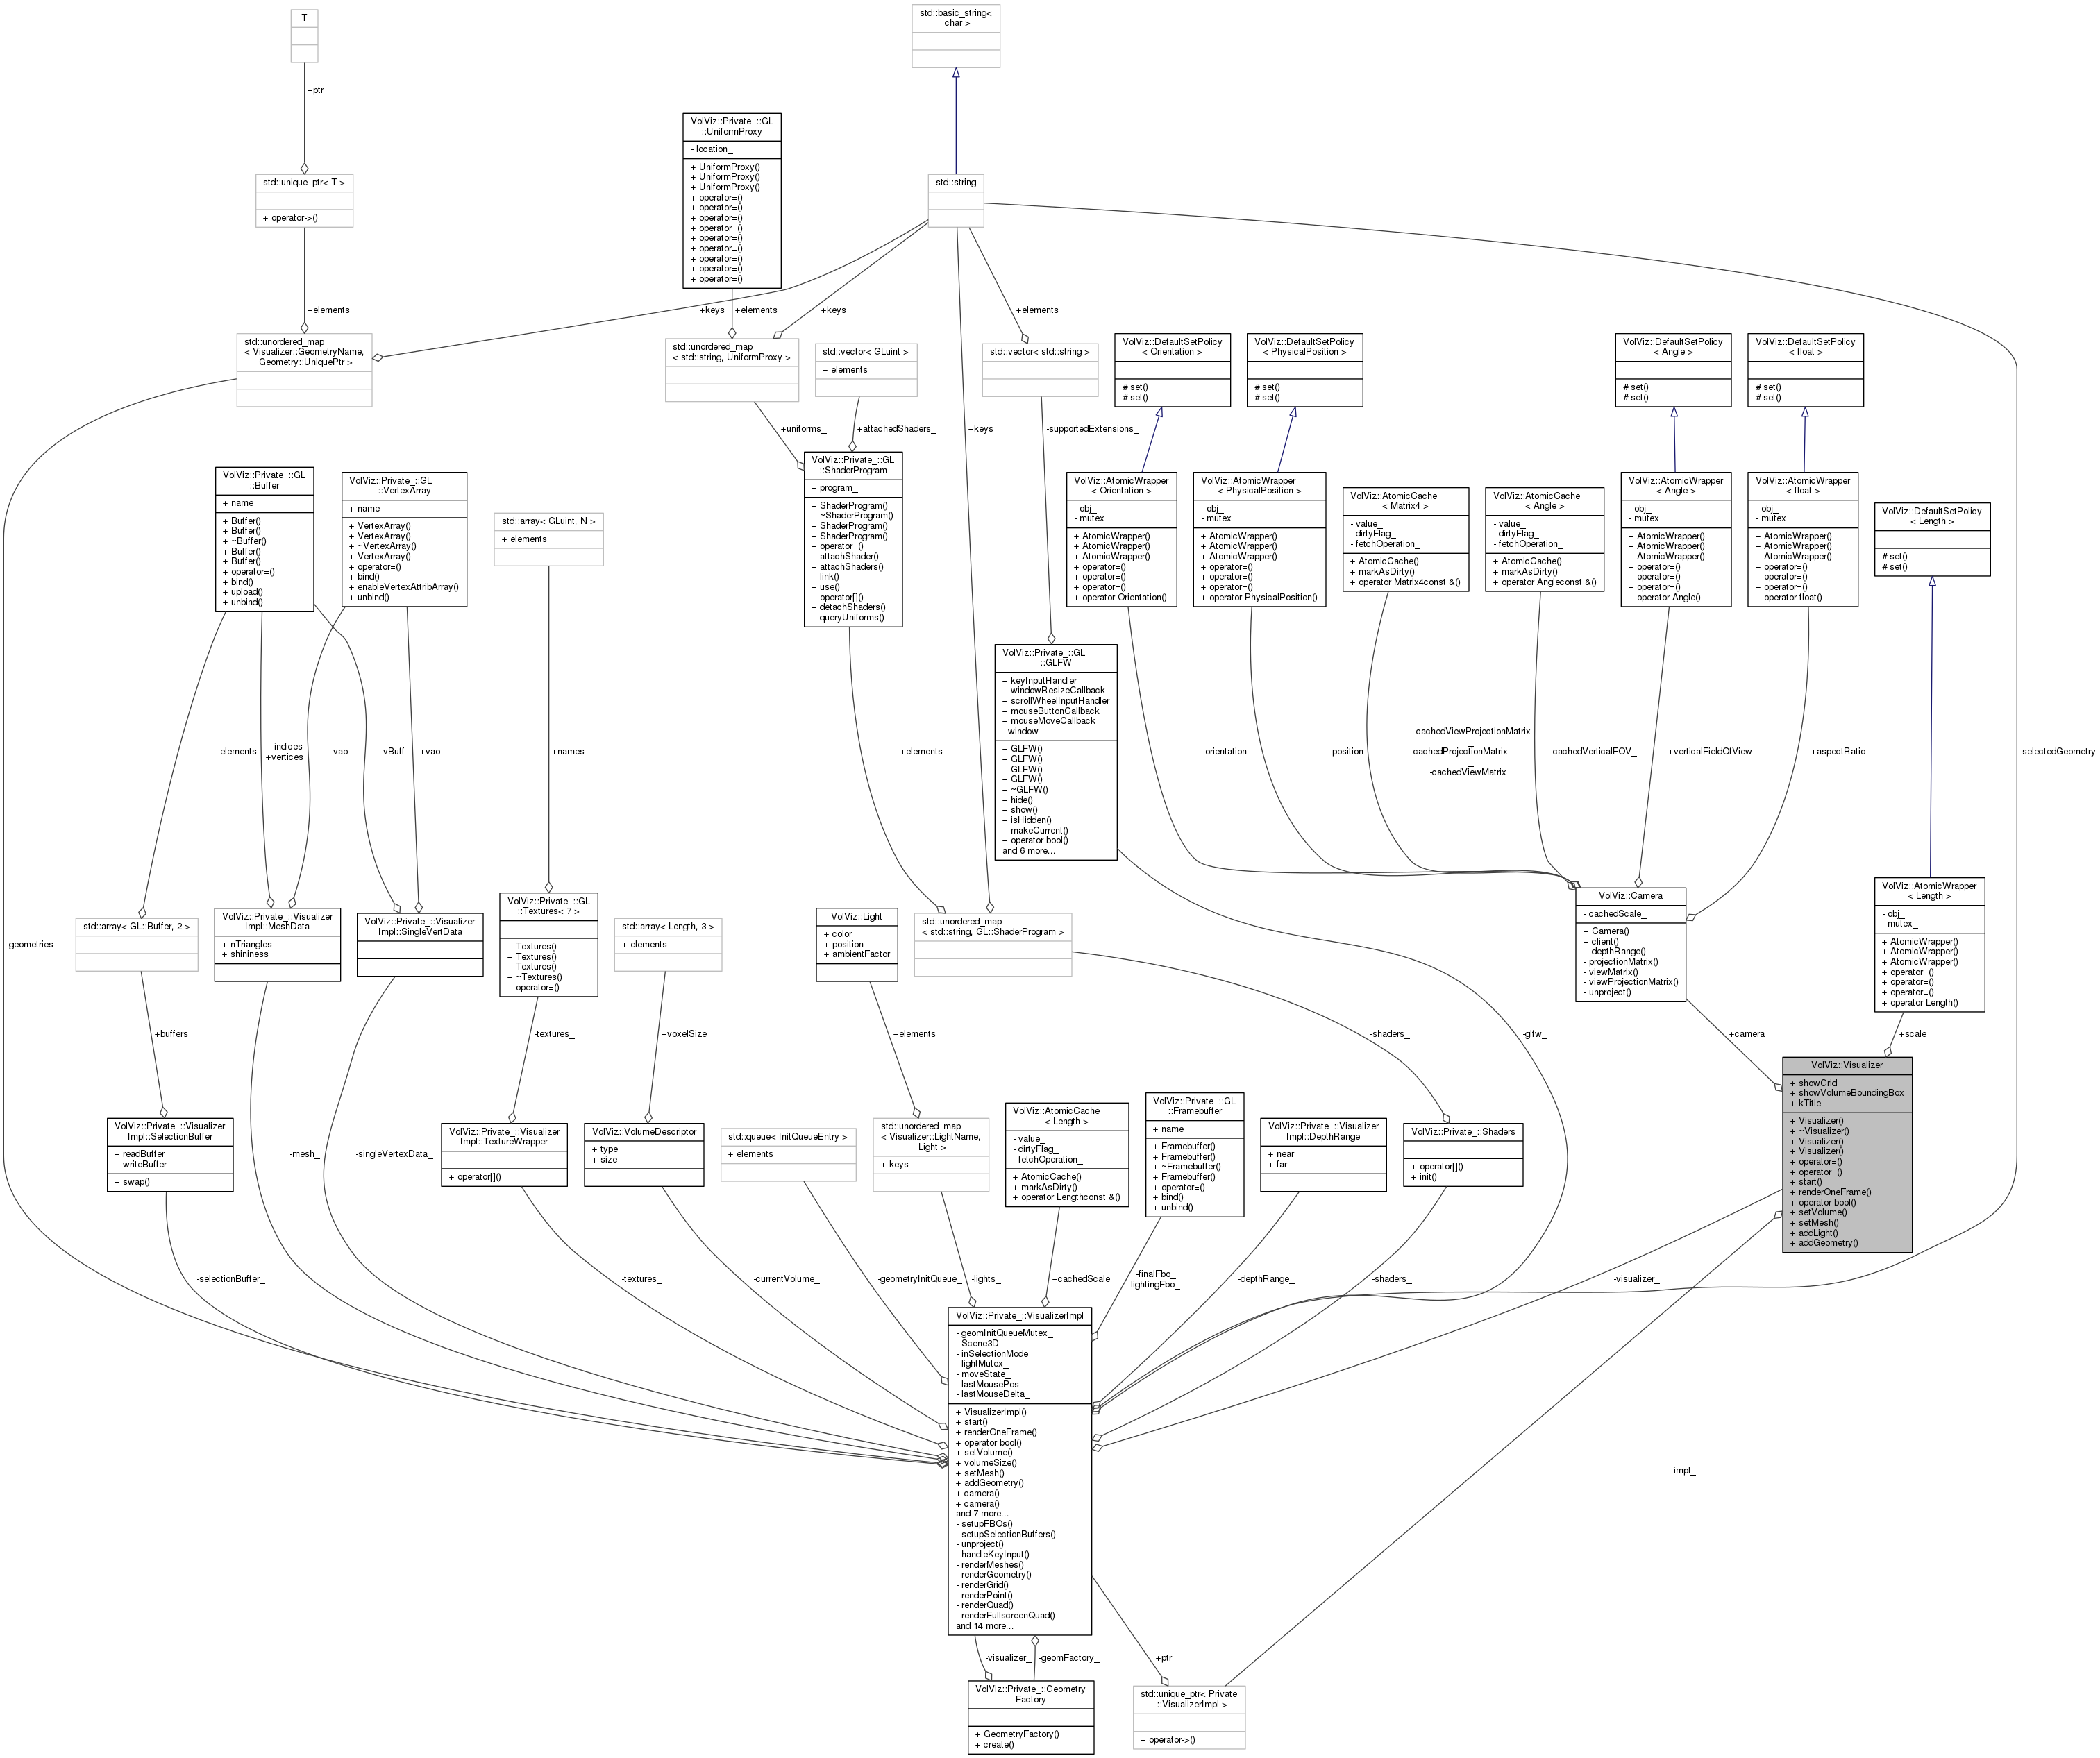 T
std::basic_string<
char >
+ptr
VolViz::Private_::GL
::UniformProxy
- location_
+ UniformProxy()
+ UniformProxy()
+ UniformProxy()
+ operator=()
+ operator=()
+ operator=()
+ operator=()
+ operator=()
+ operator=()
+ operator=()
+ operator=()
+ operator=()
std::unique_ptr< T >
+ operator->()
std::string
+elements
+keys
+elements
+keys
+elements
std::unordered_map
< Visualizer::GeometryName,
Geometry::UniquePtr >
std::unordered_map
< std::string, UniformProxy >
std::vector< GLuint >
+ elements
std::vector< std::string >
VolViz::DefaultSetPolicy
< Orientation >
# set()
# set()
VolViz::DefaultSetPolicy
< PhysicalPosition >
# set()
# set()
VolViz::DefaultSetPolicy
< Angle >
# set()
# set()
VolViz::DefaultSetPolicy
< float >
# set()
# set()
+uniforms_
+attachedShaders_
+keys
-supportedExtensions_
VolViz::Private_::GL
::Buffer
+ name
+ Buffer()
+ Buffer()
+ ~Buffer()
+ Buffer()
+ Buffer()
+ operator=()
+ bind()
+ upload()
+ unbind()
VolViz::Private_::GL
::VertexArray
+ name
+ VertexArray()
+ VertexArray()
+ ~VertexArray()
+ VertexArray()
+ operator=()
+ bind()
+ enableVertexAttribArray()
+ unbind()
std::array< GLuint, N >
+ elements
VolViz::Private_::GL
::ShaderProgram
+ program_
+ ShaderProgram()
+ ~ShaderProgram()
+ ShaderProgram()
+ ShaderProgram()
+ operator=()
+ attachShader()
+ attachShaders()
+ link()
+ use()
+ operator[]()
+ detachShaders()
+ queryUniforms()
VolViz::AtomicWrapper
< Orientation >
- obj_
- mutex_
+ AtomicWrapper()
+ AtomicWrapper()
+ AtomicWrapper()
+ operator=()
+ operator=()
+ operator=()
+ operator Orientation()
VolViz::AtomicWrapper
< PhysicalPosition >
- obj_
- mutex_
+ AtomicWrapper()
+ AtomicWrapper()
+ AtomicWrapper()
+ operator=()
+ operator=()
+ operator=()
+ operator PhysicalPosition()
VolViz::AtomicCache
< Matrix4 >
- value_
- dirtyFlag_
- fetchOperation_
+ AtomicCache()
+ markAsDirty()
+ operator Matrix4const &()
VolViz::AtomicCache
< Angle >
- value_
- dirtyFlag_
- fetchOperation_
+ AtomicCache()
+ markAsDirty()
+ operator Angleconst &()
VolViz::AtomicWrapper
< Angle >
- obj_
- mutex_
+ AtomicWrapper()
+ AtomicWrapper()
+ AtomicWrapper()
+ operator=()
+ operator=()
+ operator=()
+ operator Angle()
VolViz::AtomicWrapper
< float >
- obj_
- mutex_
+ AtomicWrapper()
+ AtomicWrapper()
+ AtomicWrapper()
+ operator=()
+ operator=()
+ operator=()
+ operator float()
VolViz::DefaultSetPolicy
< Length >
# set()
# set()
VolViz::Private_::GL
::GLFW
+ keyInputHandler
+ windowResizeCallback
+ scrollWheelInputHandler
+ mouseButtonCallback
+ mouseMoveCallback
- window
+ GLFW()
+ GLFW()
+ GLFW()
+ GLFW()
+ ~GLFW()
+ hide()
+ show()
+ isHidden()
+ makeCurrent()
+ operator bool()
and 6 more...
+elements
+indices
+vertices
+vao
+vBuff
+vao
+names
+elements
+orientation
+position
-cachedViewProjectionMatrix
_
-cachedProjectionMatrix
_
-cachedViewMatrix_
-cachedVerticalFOV_
+verticalFieldOfView
+aspectRatio
-selectedGeometry
-geometries_
std::array< GL::Buffer, 2 >
VolViz::Private_::Visualizer
Impl::MeshData
+ nTriangles
+ shininess
VolViz::Private_::Visualizer
Impl::SingleVertData
VolViz::Private_::GL
::Textures< 7 >
+ Textures()
+ Textures()
+ Textures()
+ ~Textures()
+ operator=()
std::array< Length, 3 >
+ elements
VolViz::Light
+ color
+ position
+ ambientFactor
std::unordered_map
< std::string, GL::ShaderProgram >
VolViz::Camera
- cachedScale_
+ Camera()
+ client()
+ depthRange()
- projectionMatrix()
- viewMatrix()
- viewProjectionMatrix()
- unproject()
VolViz::AtomicWrapper
< Length >
- obj_
- mutex_
+ AtomicWrapper()
+ AtomicWrapper()
+ AtomicWrapper()
+ operator=()
+ operator=()
+ operator=()
+ operator Length()
+buffers
-textures_
+voxelSize
+elements
-shaders_
-glfw_
+camera
+scale
VolViz::Visualizer
+ showGrid
+ showVolumeBoundingBox
+ kTitle
+ Visualizer()
+ ~Visualizer()
+ Visualizer()
+ Visualizer()
+ operator=()
+ operator=()
+ start()
+ renderOneFrame()
+ operator bool()
+ setVolume()
+ setMesh()
+ addLight()
+ addGeometry()
VolViz::Private_::Visualizer
Impl::SelectionBuffer
+ readBuffer
+ writeBuffer
+ swap()
-mesh_
-singleVertexData_
VolViz::Private_::Visualizer
Impl::TextureWrapper
+ operator[]()
VolViz::VolumeDescriptor
+ type
+ size
std::queue< InitQueueEntry >
+ elements
std::unordered_map
< Visualizer::LightName,
Light >
+ keys
VolViz::AtomicCache
< Length >
- value_
- dirtyFlag_
- fetchOperation_
+ AtomicCache()
+ markAsDirty()
+ operator Lengthconst &()
VolViz::Private_::GL
::Framebuffer
+ name
+ Framebuffer()
+ Framebuffer()
+ ~Framebuffer()
+ Framebuffer()
+ operator=()
+ bind()
+ unbind()
VolViz::Private_::Visualizer
Impl::DepthRange
+ near
+ far
VolViz::Private_::Shaders
+ operator[]()
+ init()
-selectionBuffer_
-textures_
-currentVolume_
-geometryInitQueue_
-lights_
+cachedScale
-finalFbo_
-lightingFbo_
-depthRange_
-shaders_
-visualizer_
VolViz::Private_::VisualizerImpl
- geomInitQueueMutex_
- Scene3D
- inSelectionMode
- lightMutex_
- moveState_
- lastMousePos_
- lastMouseDelta_
+ VisualizerImpl()
+ start()
+ renderOneFrame()
+ operator bool()
+ setVolume()
+ volumeSize()
+ setMesh()
+ addGeometry()
+ camera()
+ camera()
and 7 more...
- setupFBOs()
- setupSelectionBuffers()
- unproject()
- handleKeyInput()
- renderMeshes()
- renderGeometry()
- renderGrid()
- renderPoint()
- renderQuad()
- renderFullscreenQuad()
and 14 more...
-impl_
-visualizer_
-geomFactory_
+ptr
VolViz::Private_::Geometry
Factory
+ GeometryFactory()
+ create()
std::unique_ptr< Private
_::VisualizerImpl >
+ operator->()